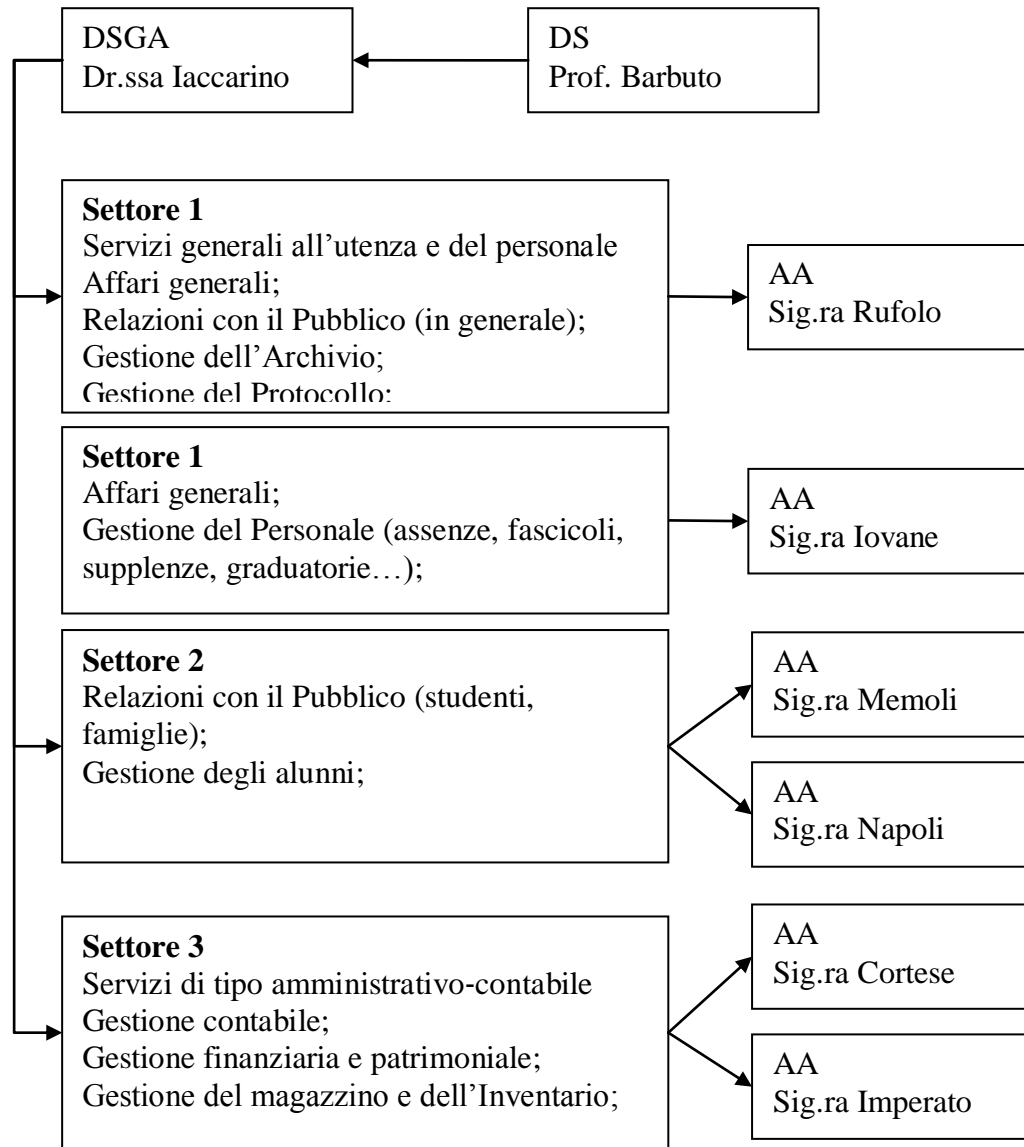 DSGA
Dr.ssa Iaccarino
DS
Prof. Barbuto
Settore 1
Servizi generali all’utenza e del personale
Affari generali;
Relazioni con il Pubblico (in generale);
Gestione dell’Archivio;
Gestione del Protocollo;
AA
Sig.ra Rufolo
Settore 1
Affari generali;
Gestione del Personale (assenze, fascicoli,
supplenze, graduatorie…);
AA
Sig.ra Iovane
Settore 2
Relazioni con il Pubblico (studenti,
famiglie);
Gestione degli alunni;
AA
Sig.ra Memoli
AA
Sig.ra Napoli
Settore 3
Servizi di tipo amministrativo-contabile
Gestione contabile;
Gestione finanziaria e patrimoniale;
Gestione del magazzino e dell’Inventario;
AA
Sig.ra Cortese
AA
Sig.ra Imperato